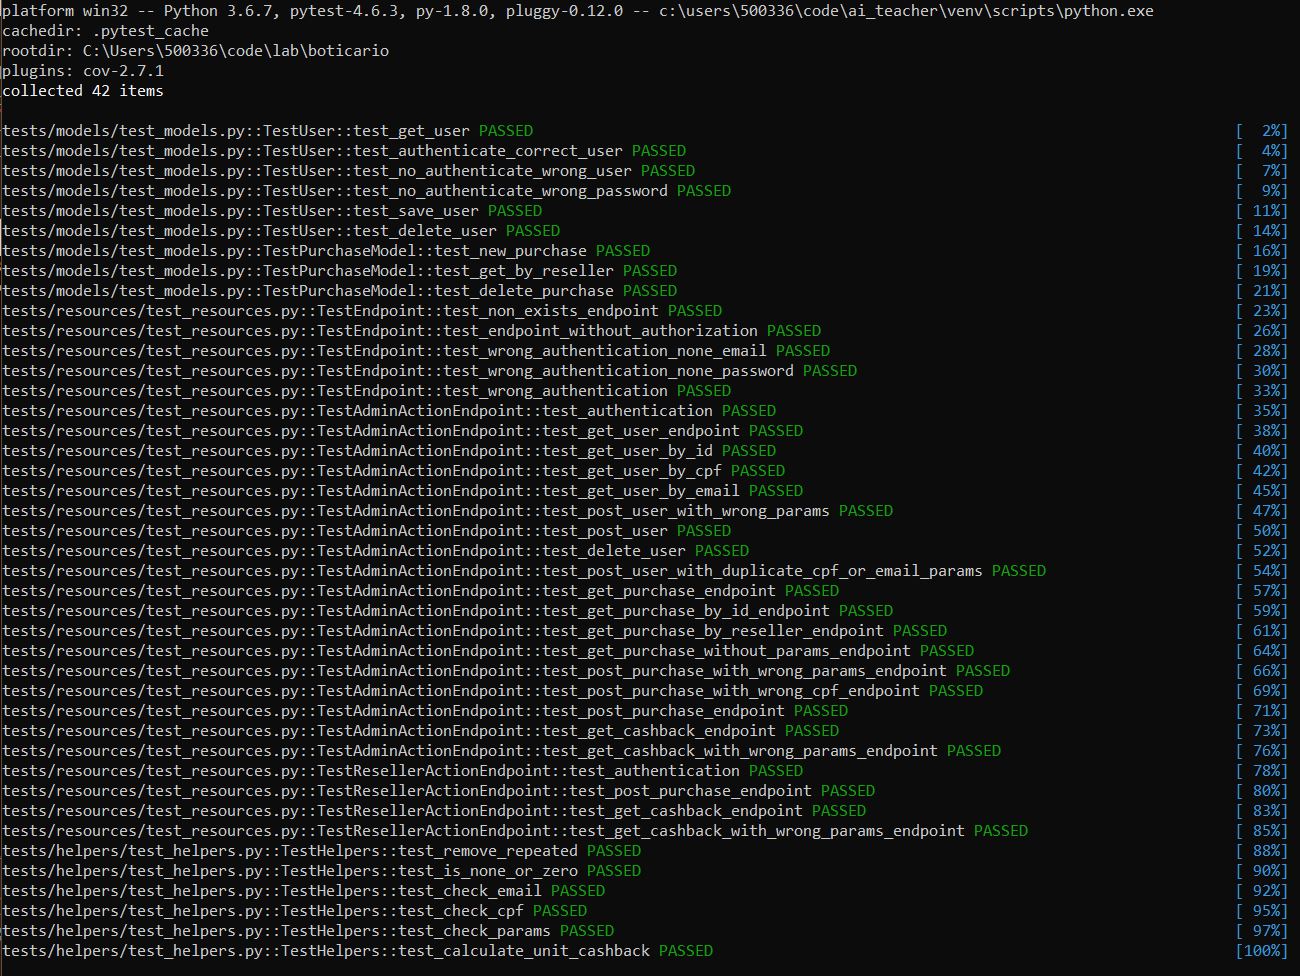 platform win32 -- Python 3.6.7, pytest-4.6.3, py-1.8.0, pluggy-0.12.0 -- c:\users\500336\code\ai_teacher\venv\scripts\python.exe
cachedir: .pytest_cache
rootdir: C:\Users\500336\code\lab\boticario
plugins: cov-2.7.1
collected 42 items
tests/models/test_models.py::TestUser::test_get_user PASSED [  2%]
tests/models/test_models.py::TestUser::test_authenticate_correct_user PASSED [  4%]
tests/models/test_models.py::TestUser::test_no_authenticate_wrong_user PASSED [  7%]
tests/models/test_models.py::TestUser::test_no_authenticate_wrong_password PASSED [  9%]
tests/models/test_models.py::TestUser::test_save_user PASSED [ 11%]
tests/models/test_models.py::TestUser::test_delete_user PASSED [ 14%]
tests/models/test_models.py::TestPurchaseModel::test_new_purchase PASSED [ 16%]
tests/models/test_models.py::TestPurchaseModel::test_get_by_reseller PASSED [ 19%]
tests/models/test_models.py::TestPurchaseModel::test_delete_purchase PASSED [ 21%]
tests/resources/test_resources.py::TestEndpoint::test_non_exists_endpoint PASSED [ 23%]
tests/resources/test_resources.py::TestEndpoint::test_endpoint_without_authorization PASSED [ 26%]
tests/resources/test_resources.py::TestEndpoint::test_wrong_authentication_none_email PASSED [ 28%]
tests/resources/test_resources.py::TestEndpoint::test_wrong_authentication_none_password PASSED [ 30%]
tests/resources/test_resources.py::TestEndpoint::test_wrong_authentication PASSED [ 33%]
tests/resources/test_resources.py::TestAdminActionEndpoint::test_authentication PASSED [ 35%]
tests/resources/test_resources.py::TestAdminActionEndpoint::test_get_user_endpoint PASSED [ 38%]
tests/resources/test_resources.py::TestAdminActionEndpoint::test_get_user_by_id PASSED [ 40%]
tests/resources/test_resources.py::TestAdminActionEndpoint::test_get_user_by_cpf PASSED [ 42%]
tests/resources/test_resources.py::TestAdminActionEndpoint::test_get_user_by_email PASSED [ 45%]
tests/resources/test_resources.py::TestAdminActionEndpoint::test_post_user_with_wrong_params PASSED [ 47%]
tests/resources/test_resources.py::TestAdminActionEndpoint::test_post_user PASSED [ 50%]
tests/resources/test_resources.py::TestAdminActionEndpoint::test_delete_user PASSED [ 52%]
tests/resources/test_resources.py::TestAdminActionEndpoint::test_post_user_with_duplicate_cpf_or_email_params PASSED [ 54%]
tests/resources/test_resources.py::TestAdminActionEndpoint::test_get_purchase_endpoint PASSED [ 57%]
tests/resources/test_resources.py::TestAdminActionEndpoint::test_get_purchase_by_id_endpoint PASSED [ 59%]
tests/resources/test_resources.py::TestAdminActionEndpoint::test_get_purchase_by_reseller_endpoint PASSED [ 61%]
tests/resources/test_resources.py::TestAdminActionEndpoint::test_get_purchase_without_params_endpoint PASSED [ 64%]
tests/resources/test_resources.py::TestAdminActionEndpoint::test_post_purchase_with_wrong_params_endpoint PASSED [ 66%]
tests/resources/test_resources.py::TestAdminActionEndpoint::test_post_purchase_with_wrong_cpf_endpoint PASSED [ 69%]
tests/resources/test_resources.py::TestAdminActionEndpoint::test_post_purchase_endpoint PASSED [ 71%]
tests/resources/test_resources.py::TestAdminActionEndpoint::test_get_cashback_endpoint PASSED [ 73%]
tests/resources/test_resources.py::TestAdminActionEndpoint::test_get_cashback_with_wrong_params_endpoint PASSED [ 76%]
tests/resources/test_resources.py::TestResellerActionEndpoint::test_authentication PASSED [ 78%]
tests/resources/test_resources.py::TestResellerActionEndpoint::test_post_purchase_endpoint PASSED [ 80%]
tests/resources/test_resources.py::TestResellerActionEndpoint::test_get_cashback_endpoint PASSED [ 83%]
tests/resources/test_resources.py::TestResellerActionEndpoint::test_get_cashback_with_wrong_params_endpoint PASSED [ 85%]
tests/helpers/test_helpers.py::TestHelpers::test_remove_repeated PASSED [ 88%]
tests/helpers/test_helpers.py::TestHelpers::test_is_none_or_zero PASSED [ 90%]
tests/helpers/test_helpers.py::TestHelpers::test_check_email PASSED [ 92%]
tests/helpers/test_helpers.py::TestHelpers::test_check_cpf PASSED [ 95%]
tests/helpers/test_helpers.py::TestHelpers::test_check_params PASSED [ 97%]
tests/helpers/test_helpers.py::TestHelpers::test_calculate_unit_cashback PASSED [100%]